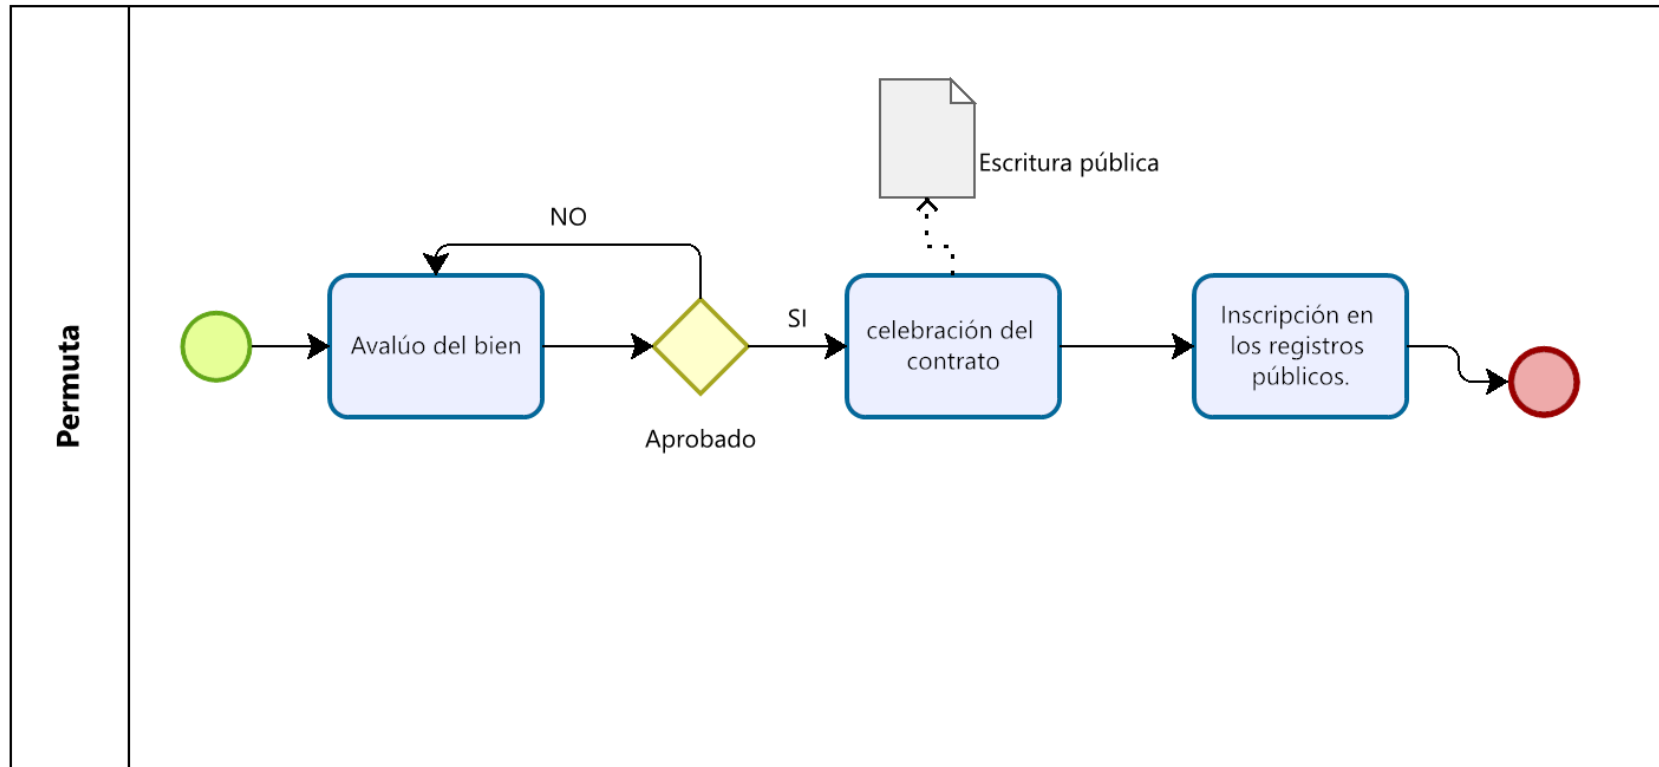 Permuta
Escritura pública
NO
SI
Avalúo del bien
Aprobado
celebración del
contrato
Inscripción en
los registros
públicos.